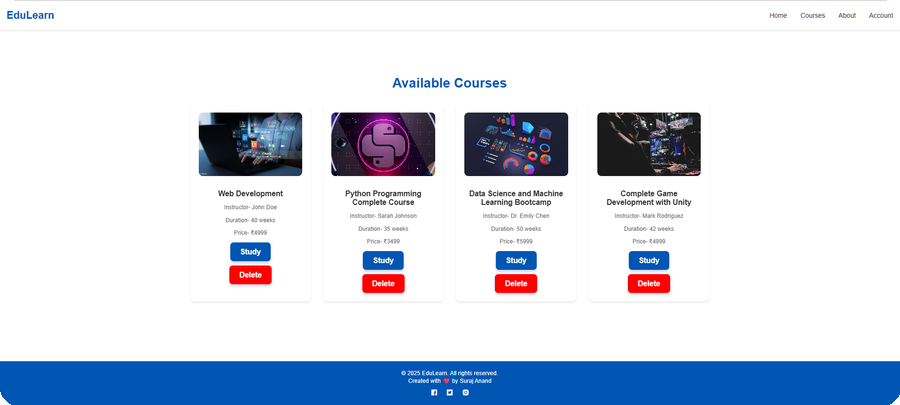 EduLearn
Home Courses About Account
Available Courses
Web Development
Instructor- John Doe
Duration- 40 weeks
Price- ₹4999
Study
Delete
Python Programming
Complete Course
Instructor- Sarah Johnson
Duration- 35 weeks
Price- ₹3499
Study
Delete
Data Science and Machine
Learning Bootcamp
Instructor- Dr. Emily Chen
Duration- 50 weeks
Price- ₹5999
Study
Delete
Complete Game
Development with Unity
Instructor- Mark Rodriguez
Duration- 42 weeks
Price- ₹4999
Study
Delete
© 2025 EduLearn. All rights reserved.
Created with 💗 by Suraj Anand